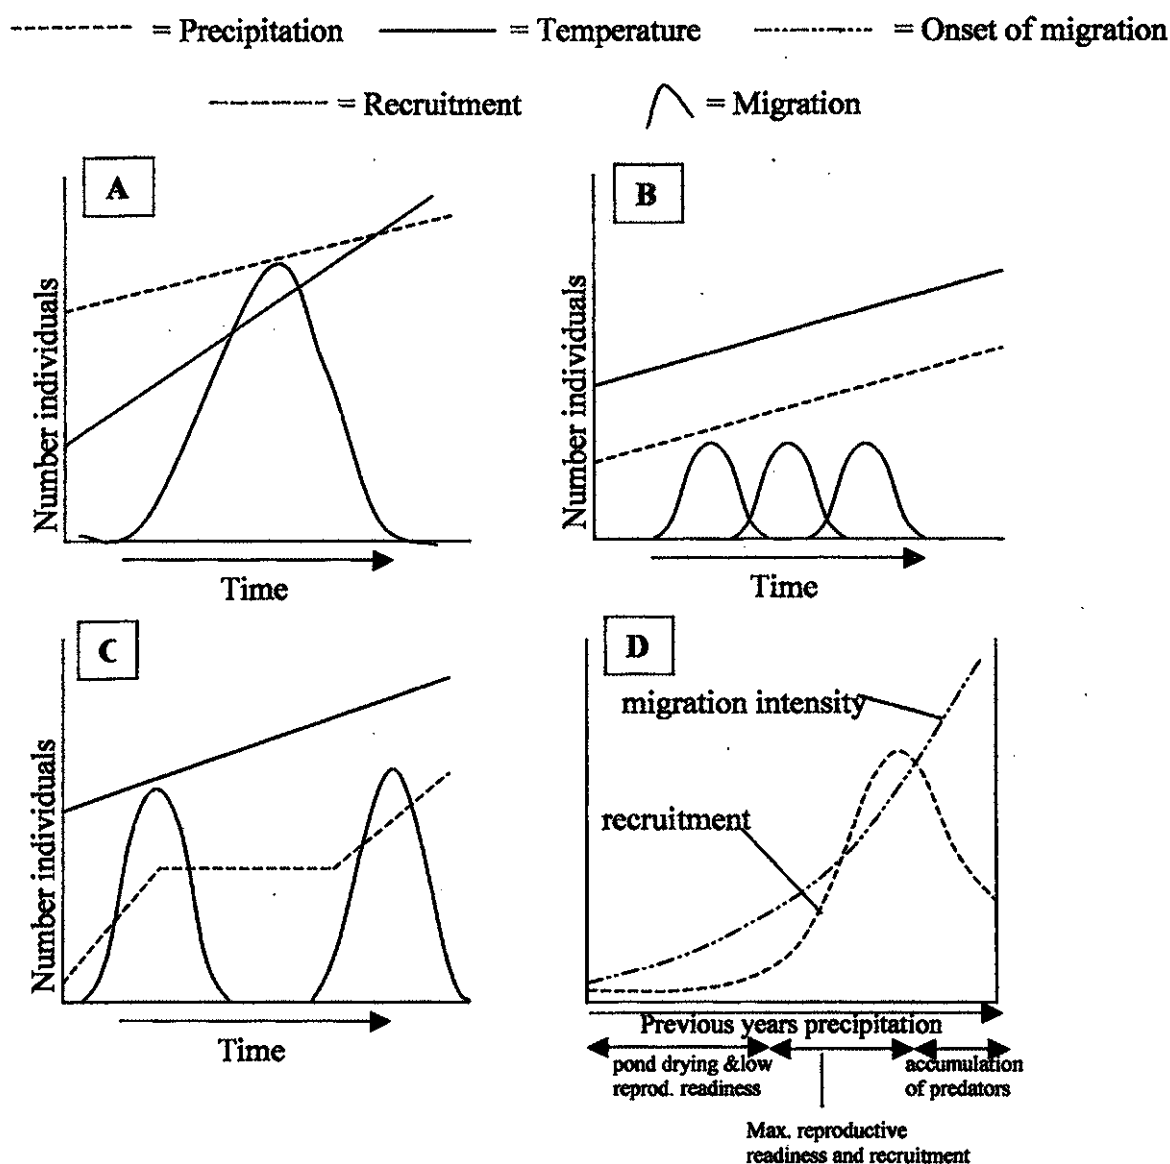 = Precipitation = Temperature = Onset of migration
= Recruitment = Migration
A
Number individuals
Time
B
Number individuals
Time
C
Number individuals
Time
D
migration intensity
recruitment
Previous years precipitation
pond drying &low
reprod. readiness
accumulation
of predators
Max. reproductive
readiness and recruitment